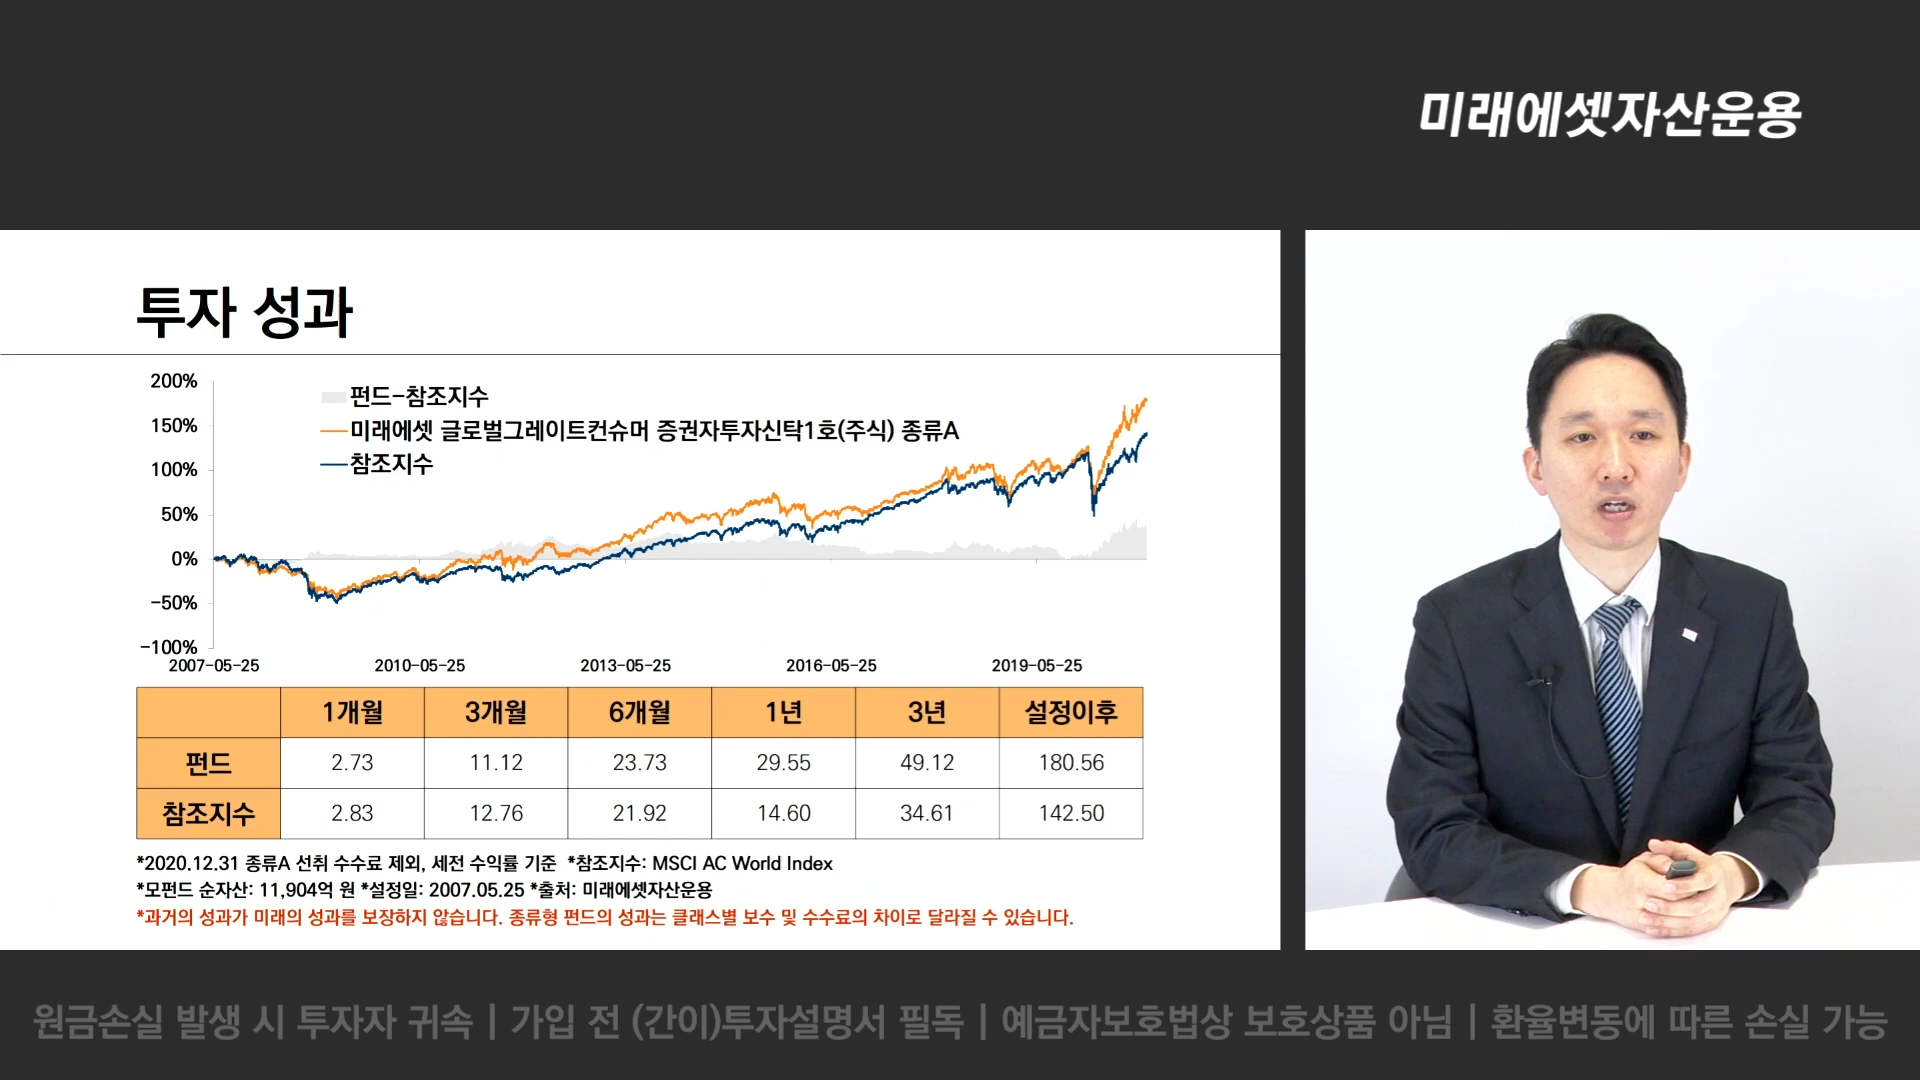 미래에셋자산운용
투자 성과
200%
150%
100%
50%
0%
-50%
-100%
펀드-참조지수
미래에셋 글로벌그레이트컨슈머 증권자투자신탁1호(주식) 종류A
참조지수
2007-05-25 2010-05-25 2013-05-25 2016-05-25 2019-05-25
1개월 3개월 6개월 1년 3년 설정이후
펀드 2.73 11.12 23.73 29.55 49.12 180.56
참조지수 2.83 12.76 21.92 14.60 34.61 142.50
*2020.12.31 종류A 선취 수수료 제외, 세전 수익률 기준 *참조지수: MSCI AC World Index
*모펀드 순자산: 11,904억 원 *설정일: 2007.05.25 *출처: 미래에셋자산운용
*과거의 성과가 미래의 성과를 보장하지 않습니다. 종류형 펀드의 성과는 클래스별 보수 및 수수료의 차이로 달라질 수 있습니다.
원금손실 발생 시 투자자 귀속 | 가입 전 (간이)투자설명서 필독 | 예금자보호법상 보호상품 아님 | 환율변동에 따른 손실 가능